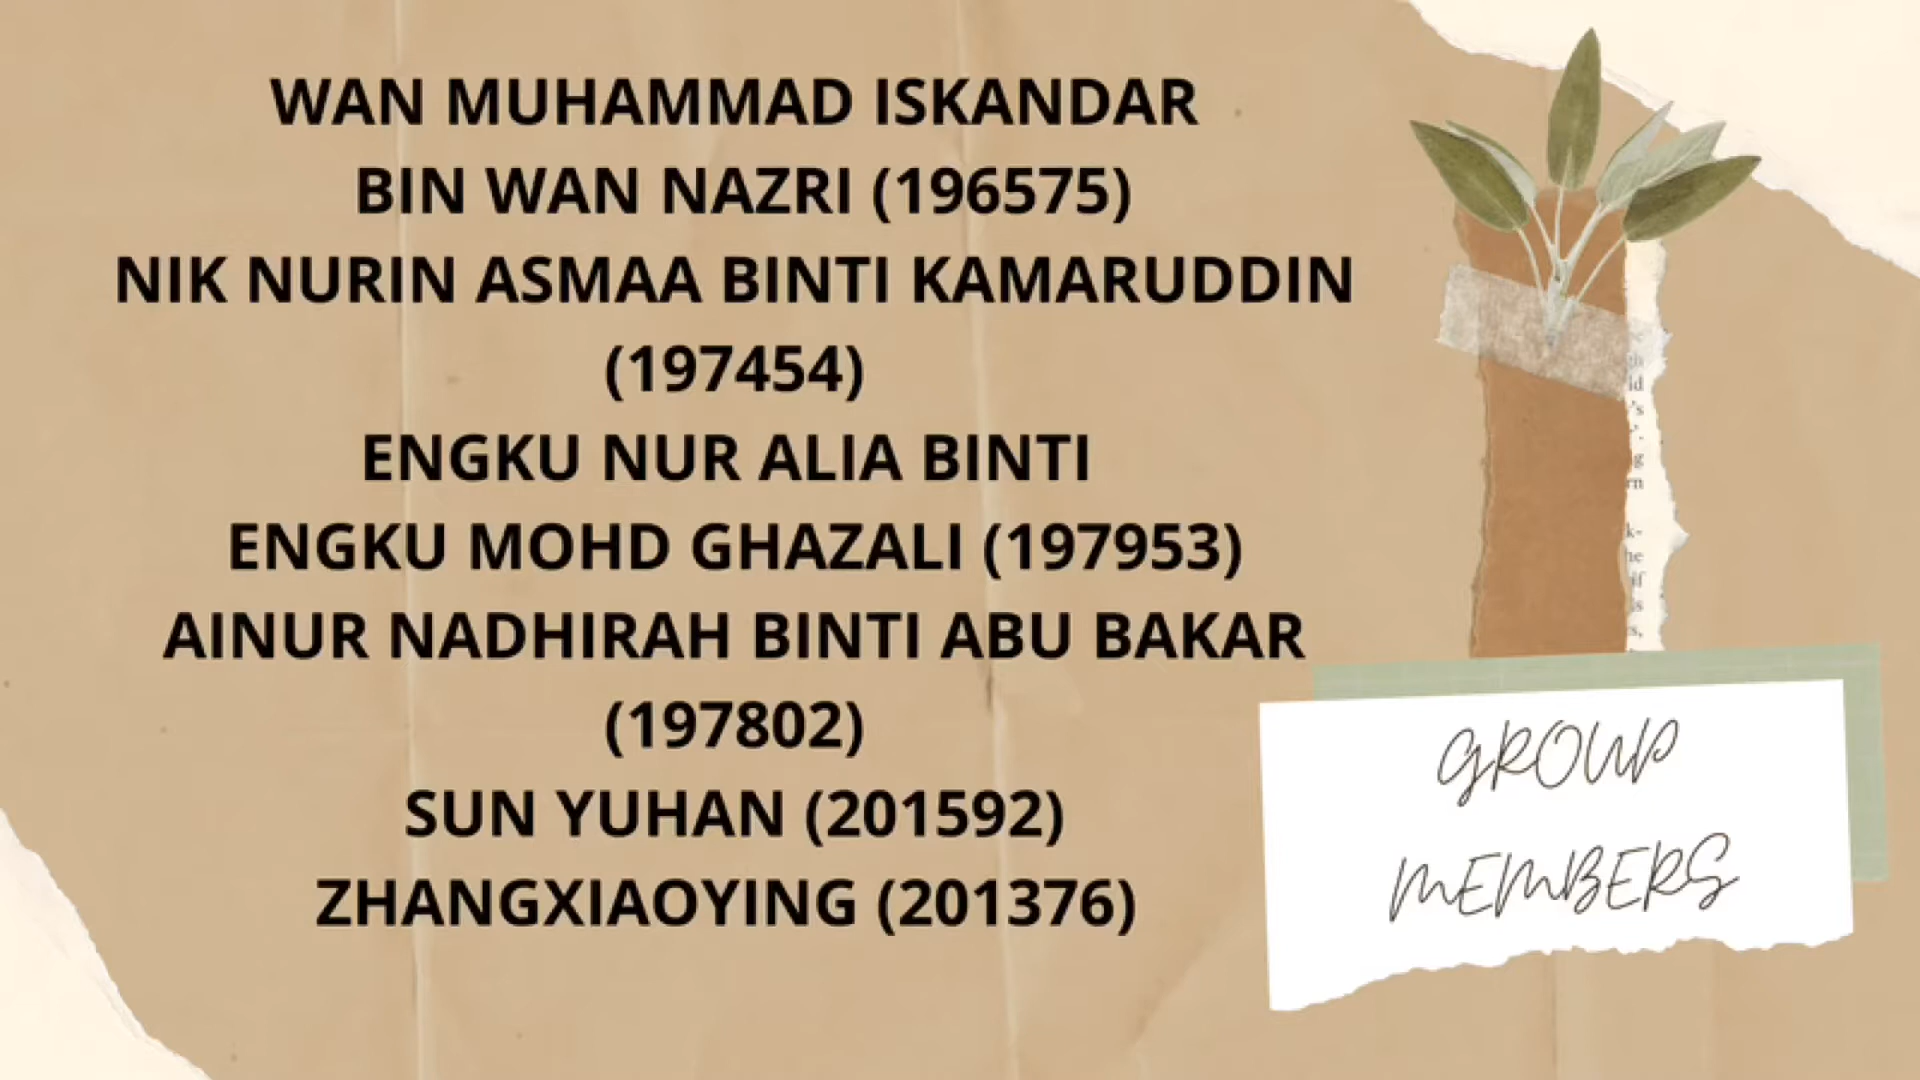 WAN MUHAMMAD ISKANDAR
BIN WAN NAZRI (196575)
NIK NURIN ASMAA BINTI KAMARUDDIN
(197454)
ENGKU NUR ALIA BINTI
ENGKU MOHD GHAZALI (197953)
AINUR NADHIRAH BINTI ABU BAKAR
(197802)
SUN YUHAN (201592)
ZHANGXIAOYING (201376)
GROUP
MEMBERS